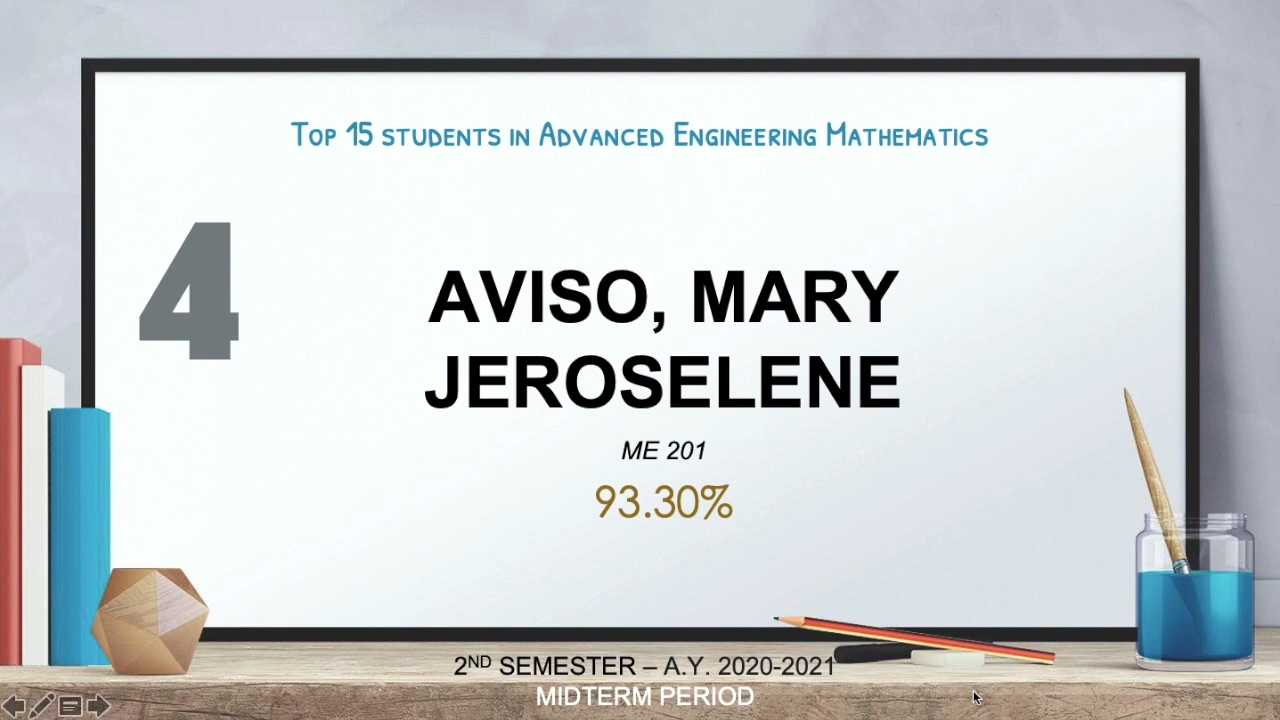 Top 15 students in Advanced Engineering Mathematics
4
AVISO, MARY
JEROSELENE
ME 201
93.30%
2ND SEMESTER – A.Y. 2020-2021
MIDTERM PERIOD